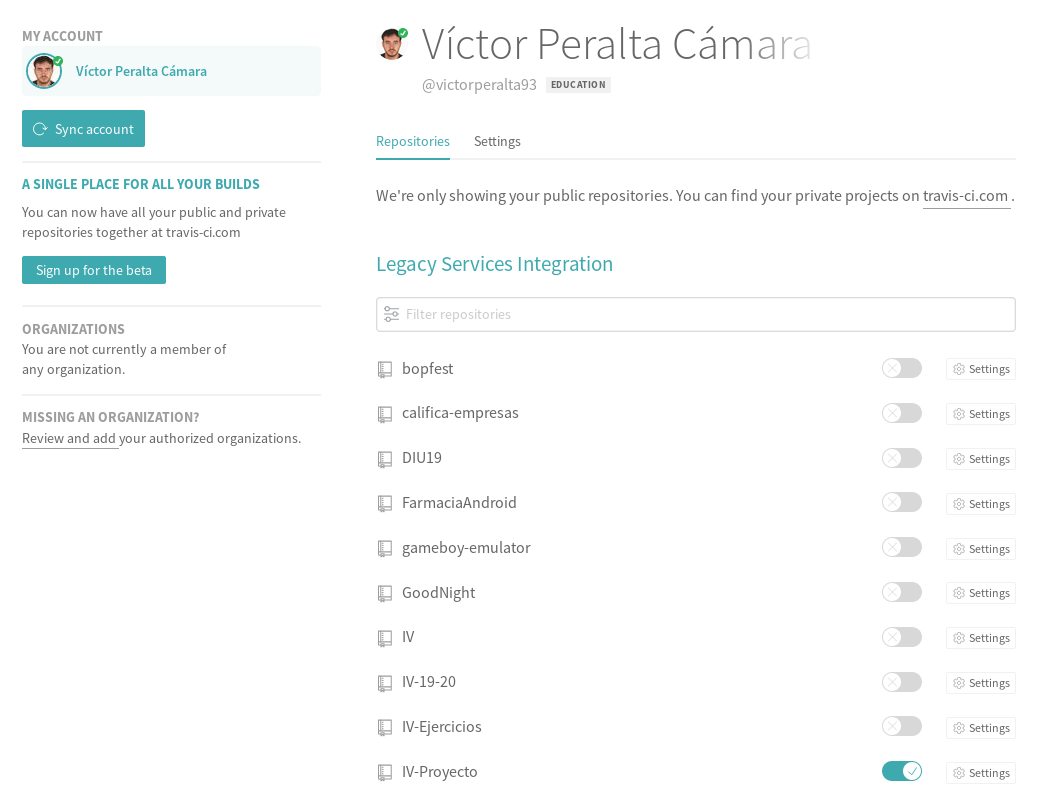 MY ACCOUNT
Víctor Peralta Cámara
Sync account
A SINGLE PLACE FOR ALL YOUR BUILDS
You can now have all your public and private
repositories together at travis-ci.com
Sign up for the beta
ORGANIZATIONS
You are not currently a member of
any organization.
MISSING AN ORGANIZATION?
Review and add your authorized organizations.
Víctor Peralta Cámara
@victorperalta93 EDUCATION
Repositories Settings
We're only showing your public repositories. You can find your private projects on travis-ci.com .
Legacy Services Integration
Filter repositories
bopfest Settings
califica-empresas Settings
DIU19 Settings
FarmaciaAndroid Settings
gameboy-emulator Settings
GoodNight Settings
IV Settings
IV-19-20 Settings
IV-Ejercicios Settings
IV-Proyecto Settings